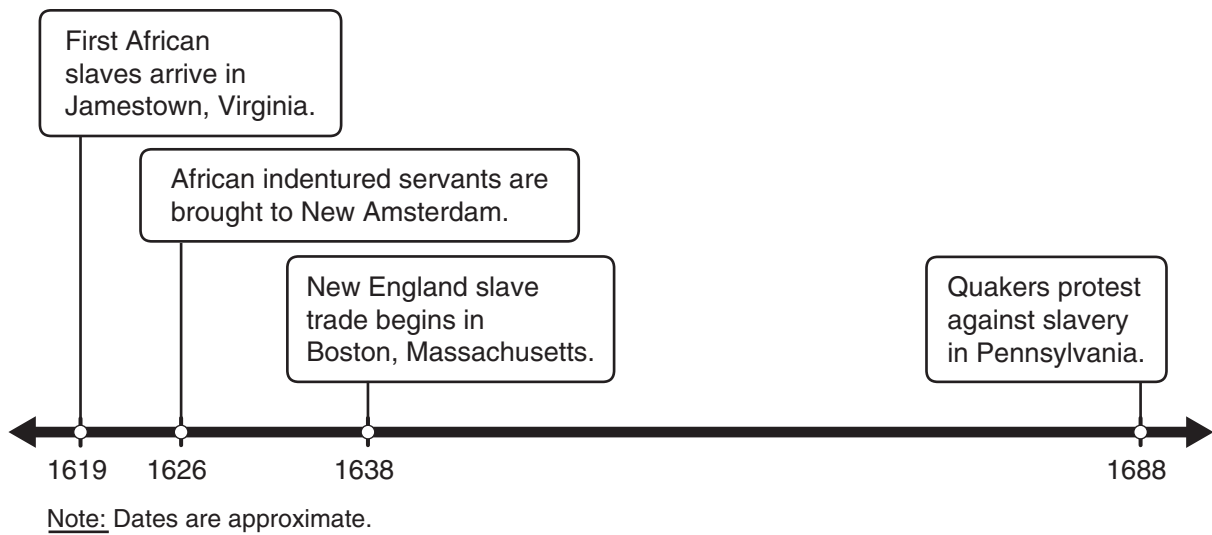 First African
slaves arrive in
Jamestown, Virginia.
African indentured servants are
brought to New Amsterdam.
New England slave
trade begins in
Boston, Massachusetts.
Quakers protest
against slavery
in Pennsylvania.
1619 1626 1638 1688
Note: Dates are approximate.